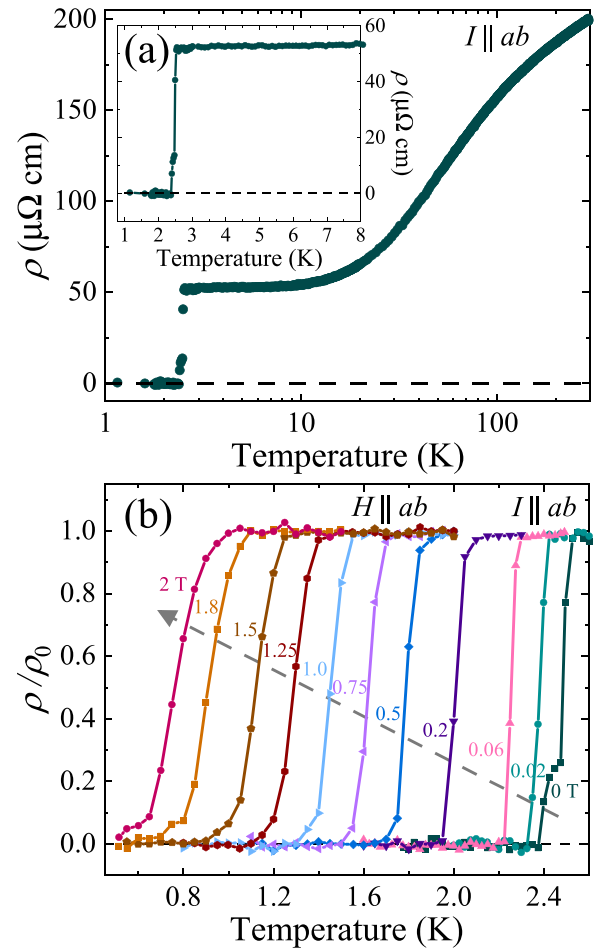 (a)
I ∥ ab
ρ (μΩ cm)
200
150
100
50
0
60
40
20
0
ρ (μΩ cm)
1 2 3 4 5 6 7 8
Temperature (K)
1 10 100
Temperature (K)
(b)
H ∥ ab I ∥ ab
ρ/ρ0
1.0
0.8
0.6
0.4
0.2
0.0
2 T
1.8
1.5
1.25
1.0
0.75
0.5
0.2
0.06
0.02
0 T
0.8 1.2 1.6 2.0 2.4
Temperature (K)